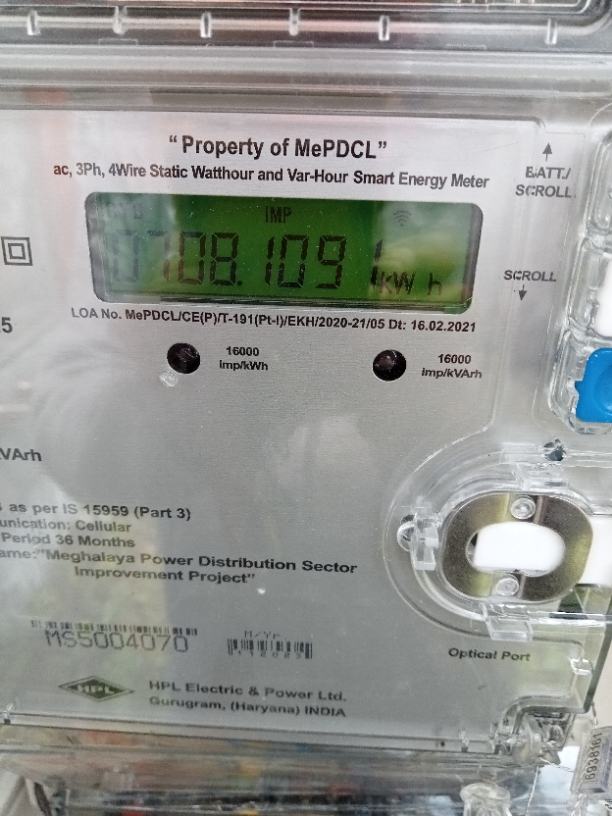 “Property of MePDCL”
ac, 3Ph, 4Wire Static Watthour and Var-Hour Smart Energy Meter
BATT./
SCROLL
IMP
0708.1091 kWh
SCROLL
LOA No. MePDCL/CE(P)/T-191(Pt-I)/EKH/2020-21/05 Dt: 16.02.2021
16000
imp/kWh
16000
imp/kVArh
5
VArh
as per IS 15959 (Part 3)
unication: Cellular
Period 36 Months
ame:"Meghalaya Power Distribution Sector
Improvement Project"
MS5004070
M/Yr
Optical Port
HPL
HPL Electric & Power Ltd.
Gurugram, (Haryana) INDIA
6938161